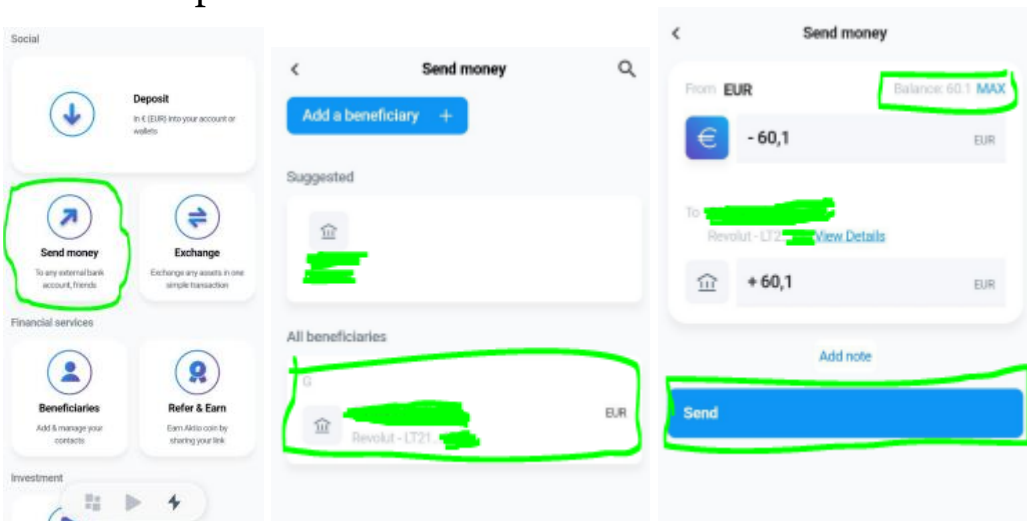 Social
Deposit
In € (EUR) into your account or
wallets
Send money
To any external bank
account, friends
Exchange
Exchange any assets in one
simple transaction
Financial services
Beneficiaries
Add & manage your
contacts
Refer & Earn
Earn Aktio coin by
sharing your link
Investment
Send money
Add a beneficiary +
Suggested
All beneficiaries
G
EUR
Revolut - LT21
Send money
From EUR
Balance: 60.1 MAX
€ - 60,1 EUR
To
Revolut - LT2 View Details
+ 60,1 EUR
Add note
Send